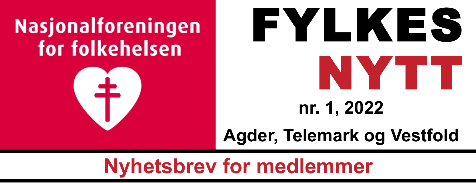 Nasjonalforeningen
for folkehelsen
FYLKES
NYTT
nr. 1, 2022
Agder, Telemark og Vestfold
Nyhetsbrev for medlemmer